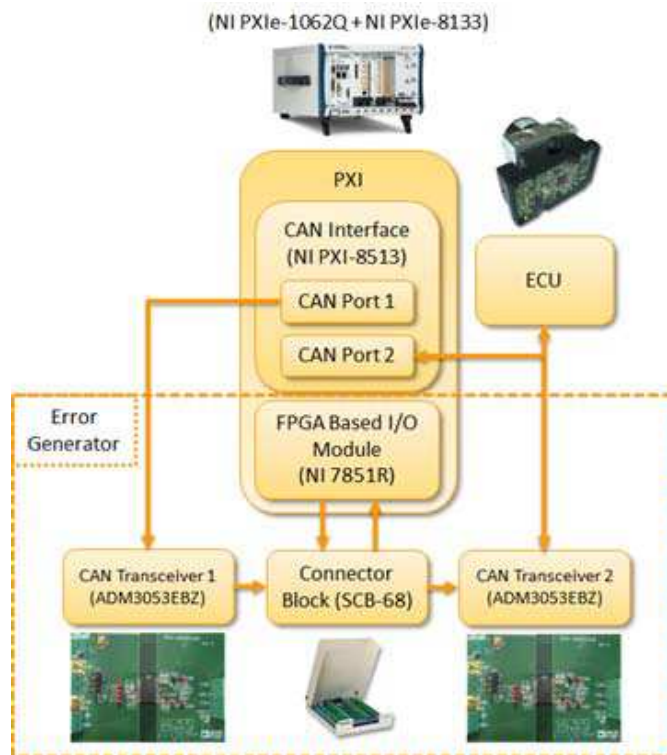 (NI PXIe-1062Q + NI PXIe-8133)
PXI
CAN Interface
(NI PXI-8513)
CAN Port 1
CAN Port 2
ECU
Error
Generator
FPGA Based I/O
Module
(NI 7851R)
CAN Transceiver 1
(ADM3053EBZ)
Connector
Block (SCB-68)
CAN Transceiver 2
(ADM3053EBZ)